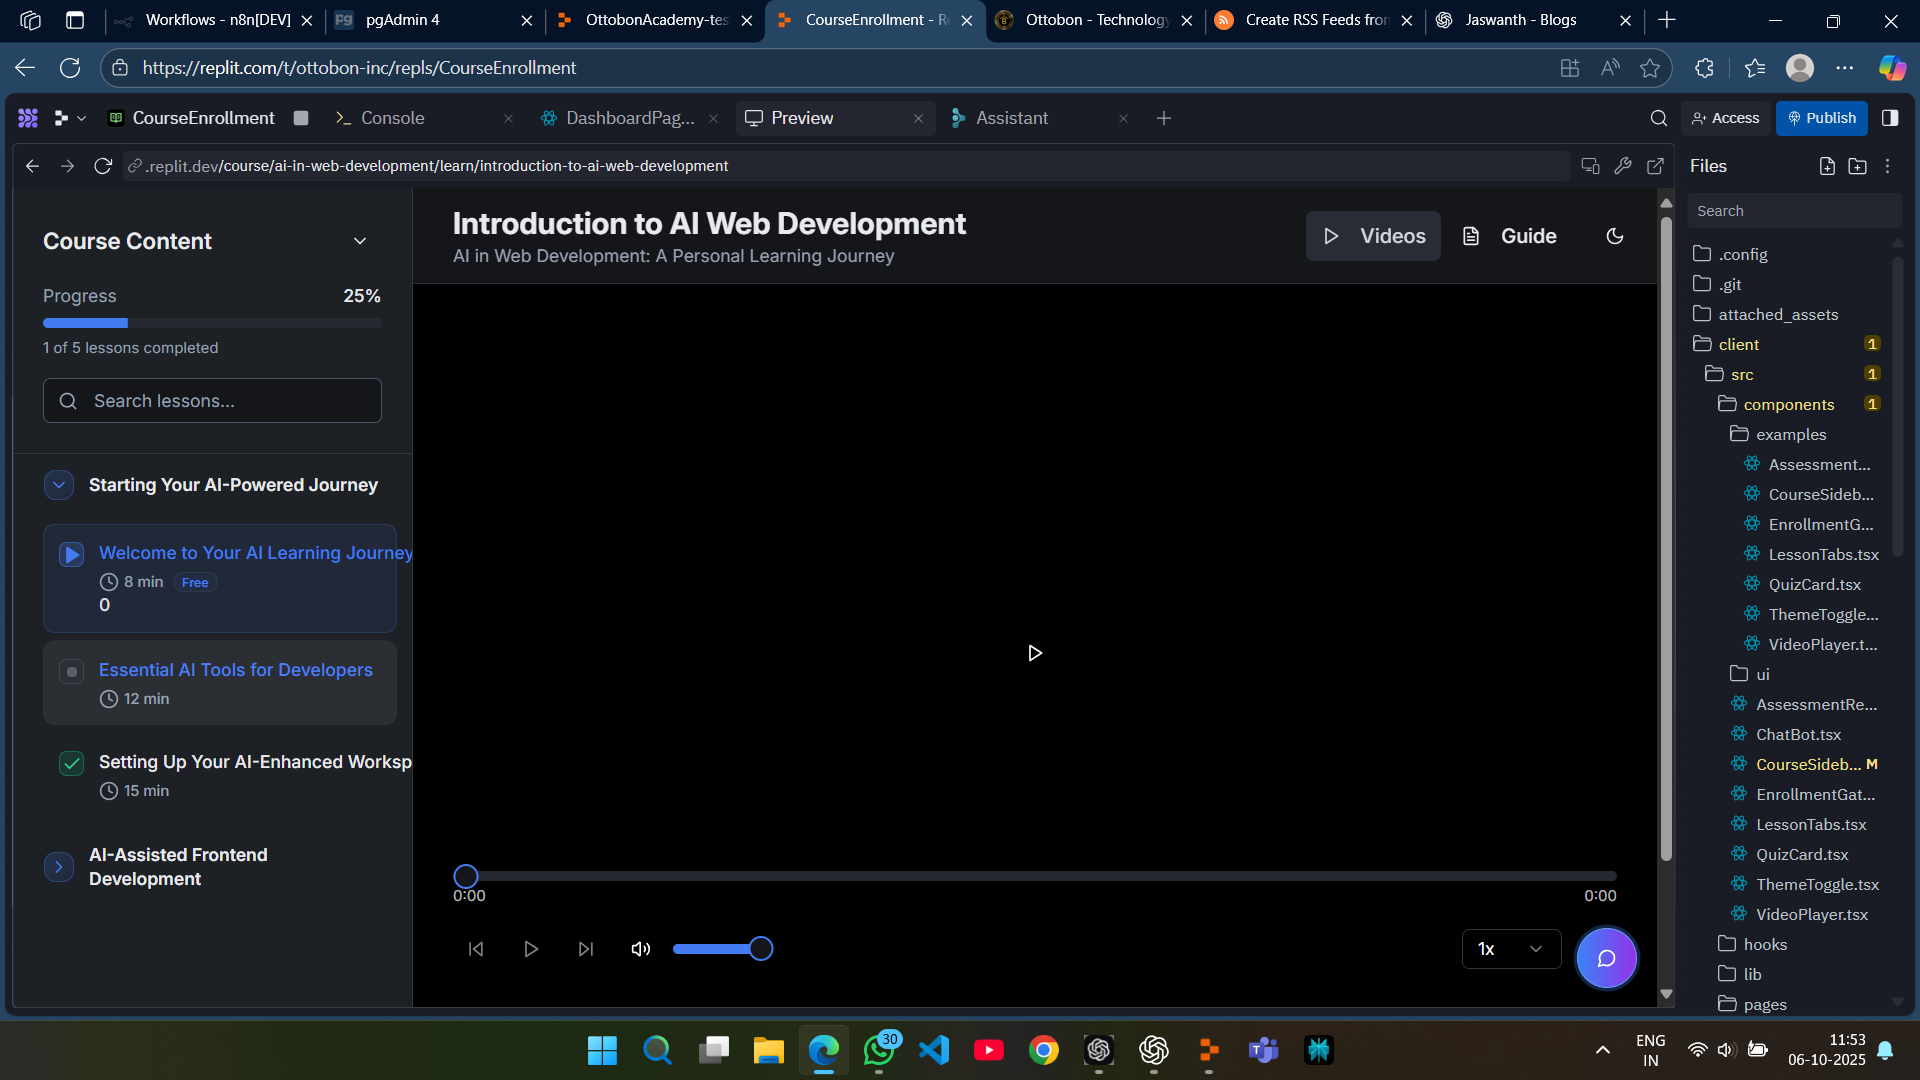 Workflows - n8n[DEV]
pgAdmin 4
OttobonAcademy-tes
CourseEnrollment - Re
Ottobon - Technology
Create RSS Feeds fron
Jaswanth - Blogs
https://replit.com/t/ottobon-inc/repls/CourseEnrollment
CourseEnrollment
Console
DashboardPag...
Preview
Assistant
Access
Publish
.replit.dev/course/ai-in-web-development/learn/introduction-to-ai-web-development
Files
Search
Course Content
Progress
25%
1 of 5 lessons completed
Search lessons...
Starting Your AI-Powered Journey
Welcome to Your AI Learning Journey
8 min
Free
0
Essential AI Tools for Developers
12 min
Setting Up Your AI-Enhanced Worksp
15 min
AI-Assisted Frontend
Development
Introduction to AI Web Development
AI in Web Development: A Personal Learning Journey
Videos
Guide
0:00
0:00
1x
.config
.git
attached_assets
client
1
src
1
components
1
examples
Assessment...
CourseSideb...
EnrollmentG...
LessonTabs.tsx
QuizCard.tsx
ThemeToggle...
VideoPlayer.t...
ui
AssessmentRe...
ChatBot.tsx
CourseSideb... M
EnrollmentGat...
LessonTabs.tsx
QuizCard.tsx
ThemeToggle.tsx
VideoPlayer.tsx
hooks
lib
pages
30
ENG
IN
11:53
06-10-2025